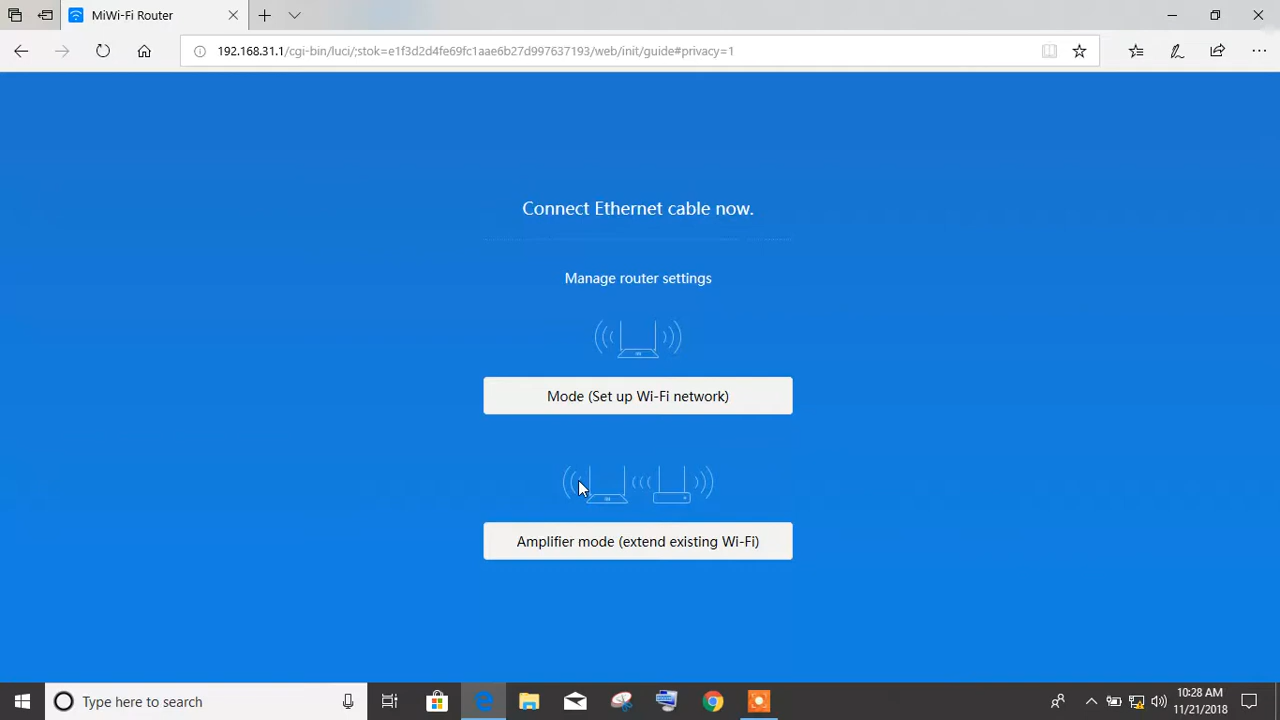 MiWi-Fi Router
192.168.31.1/cgi-bin/luci/;stok=e1f3d2d4fe69fc1aae6b27d997637193/web/init/guide#privacy=1
Connect Ethernet cable now.
Manage router settings
Mode (Set up Wi-Fi network)
Amplifier mode (extend existing Wi-Fi)
Type here to search
10:28 AM
11/21/2018